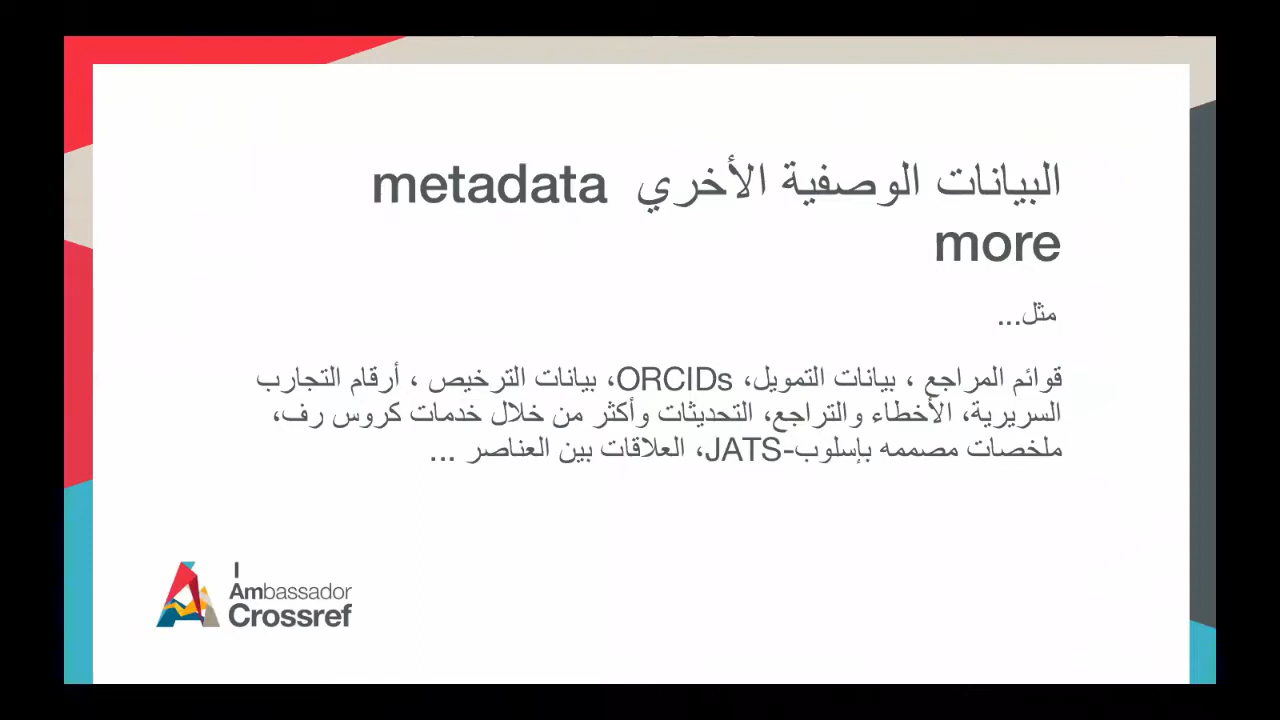 البيانات الوصفية الأخري metadata
more
مثل...
قوائم المراجع ، بيانات التمويل، ORCIDs، بيانات الترخيص ، أرقام التجارب
السريرية، الأخطاء والتراجع، التحديثات وأكثر من خلال خدمات كروس رف،
ملخصات مصممه بإسلوب-JATS، العلاقات بين العناصر ...
I
Ambassador
Crossref